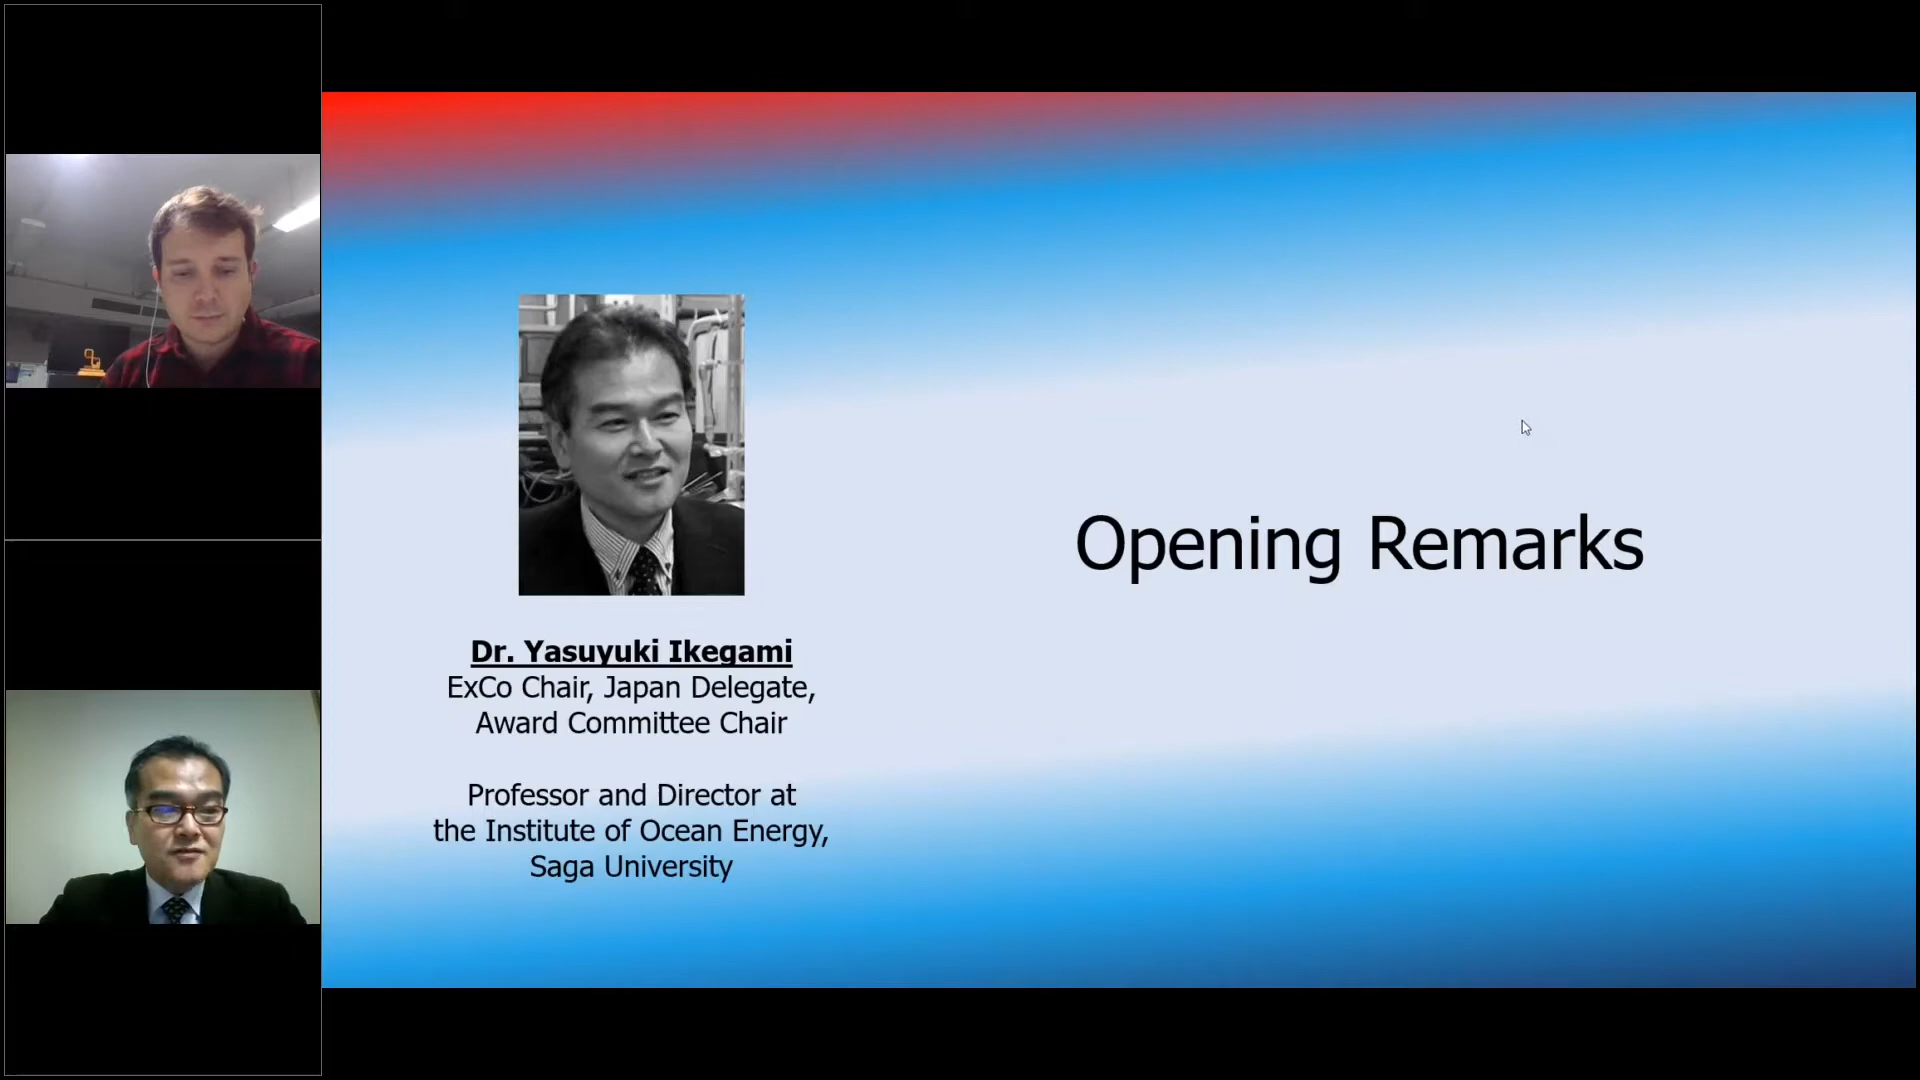 Opening Remarks
Dr. Yasuyuki Ikegami
ExCo Chair, Japan Delegate,
Award Committee Chair
Professor and Director at
the Institute of Ocean Energy,
Saga University